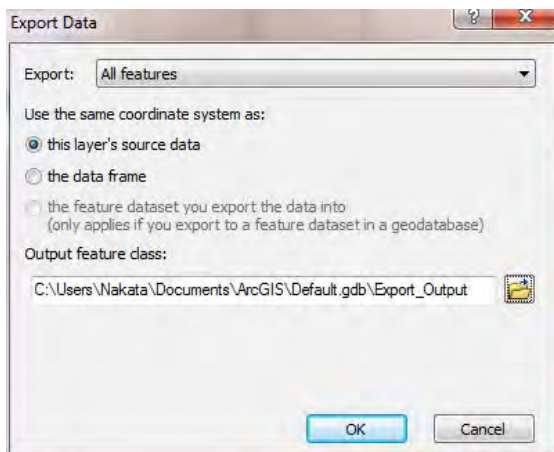 Export Data
?
Export: All features
Use the same coordinate system as:
this layer's source data
the data frame
the feature dataset you export the data into
(only applies if you export to a feature dataset in a geodatabase)
Output feature class:
C:\Users\Nakata\Documents\ArcGIS\Default.gdb\Export_Output
OK Cancel